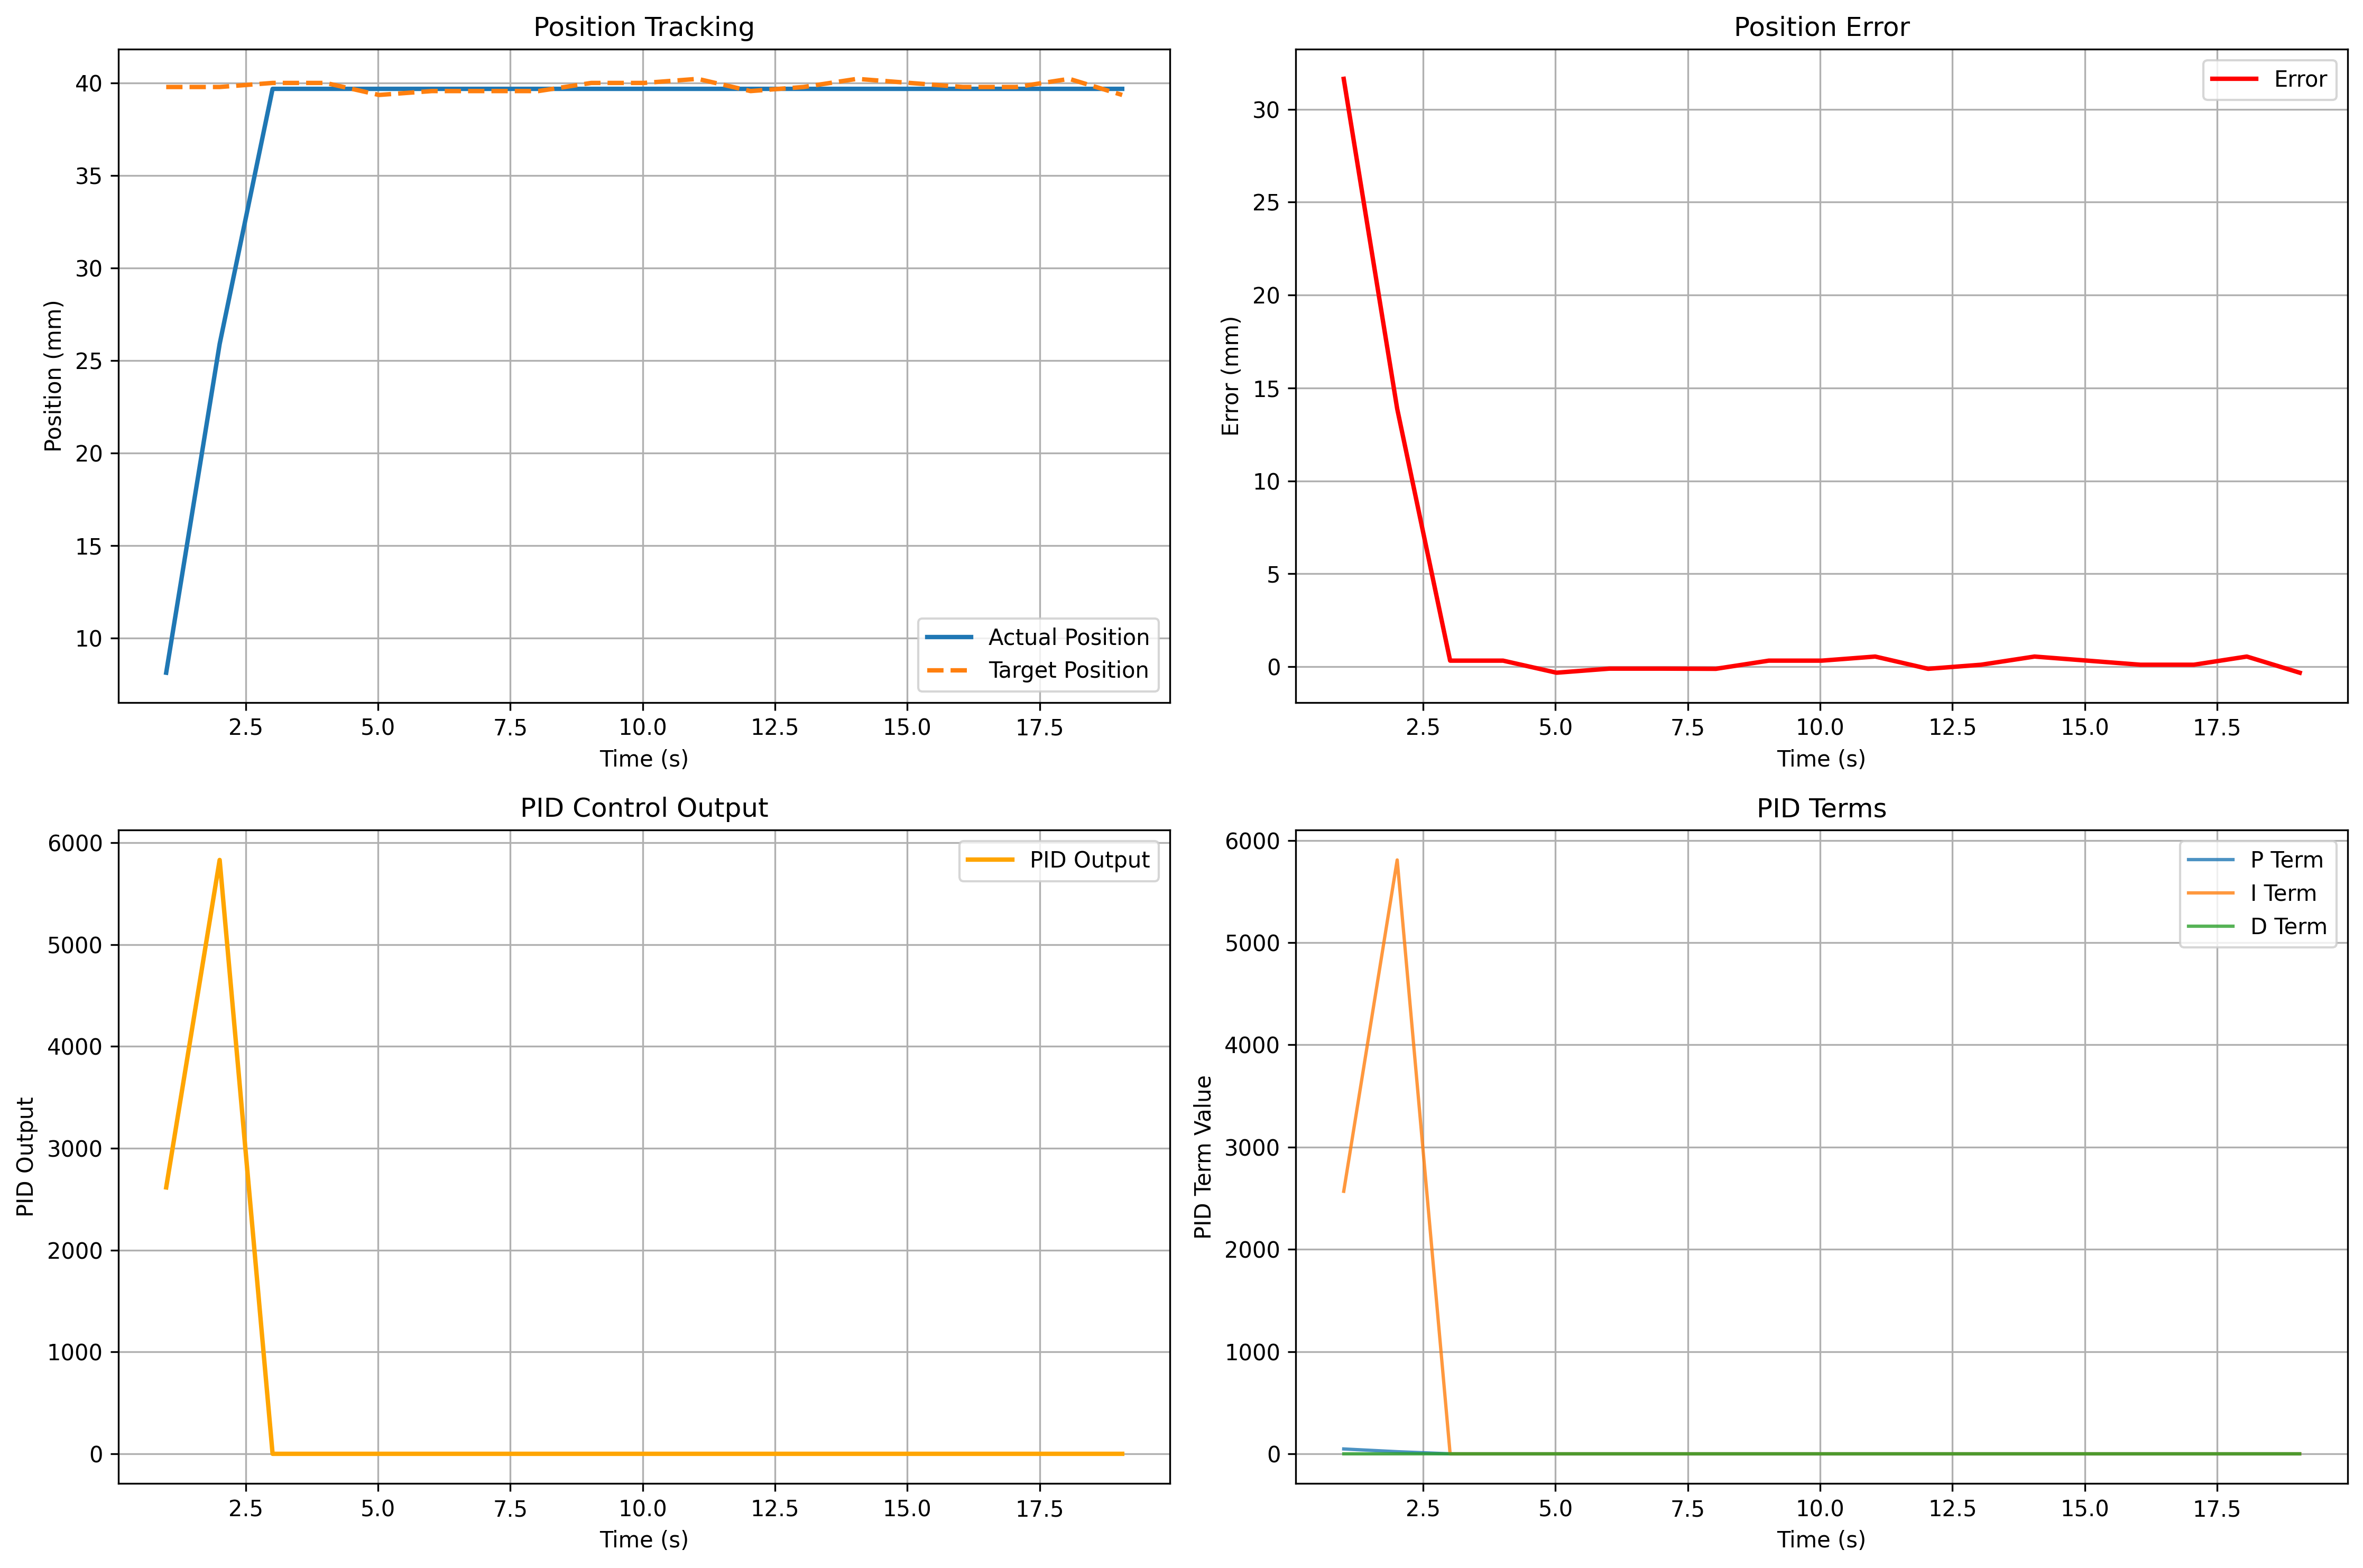 Position Tracking
40
35
30
25
20
15
10
Position (mm)
Actual Position
Target Position
2.5 5.0 7.5 10.0 12.5 15.0 17.5
Time (s)
Position Error
Error
30
25
20
15
10
5
0
Error (mm)
2.5 5.0 7.5 10.0 12.5 15.0 17.5
Time (s)
PID Control Output
PID Output
6000
5000
4000
3000
2000
1000
0
PID Output
2.5 5.0 7.5 10.0 12.5 15.0 17.5
Time (s)
PID Terms
P Term
I Term
D Term
6000
5000
4000
3000
2000
1000
0
PID Term Value
2.5 5.0 7.5 10.0 12.5 15.0 17.5
Time (s)